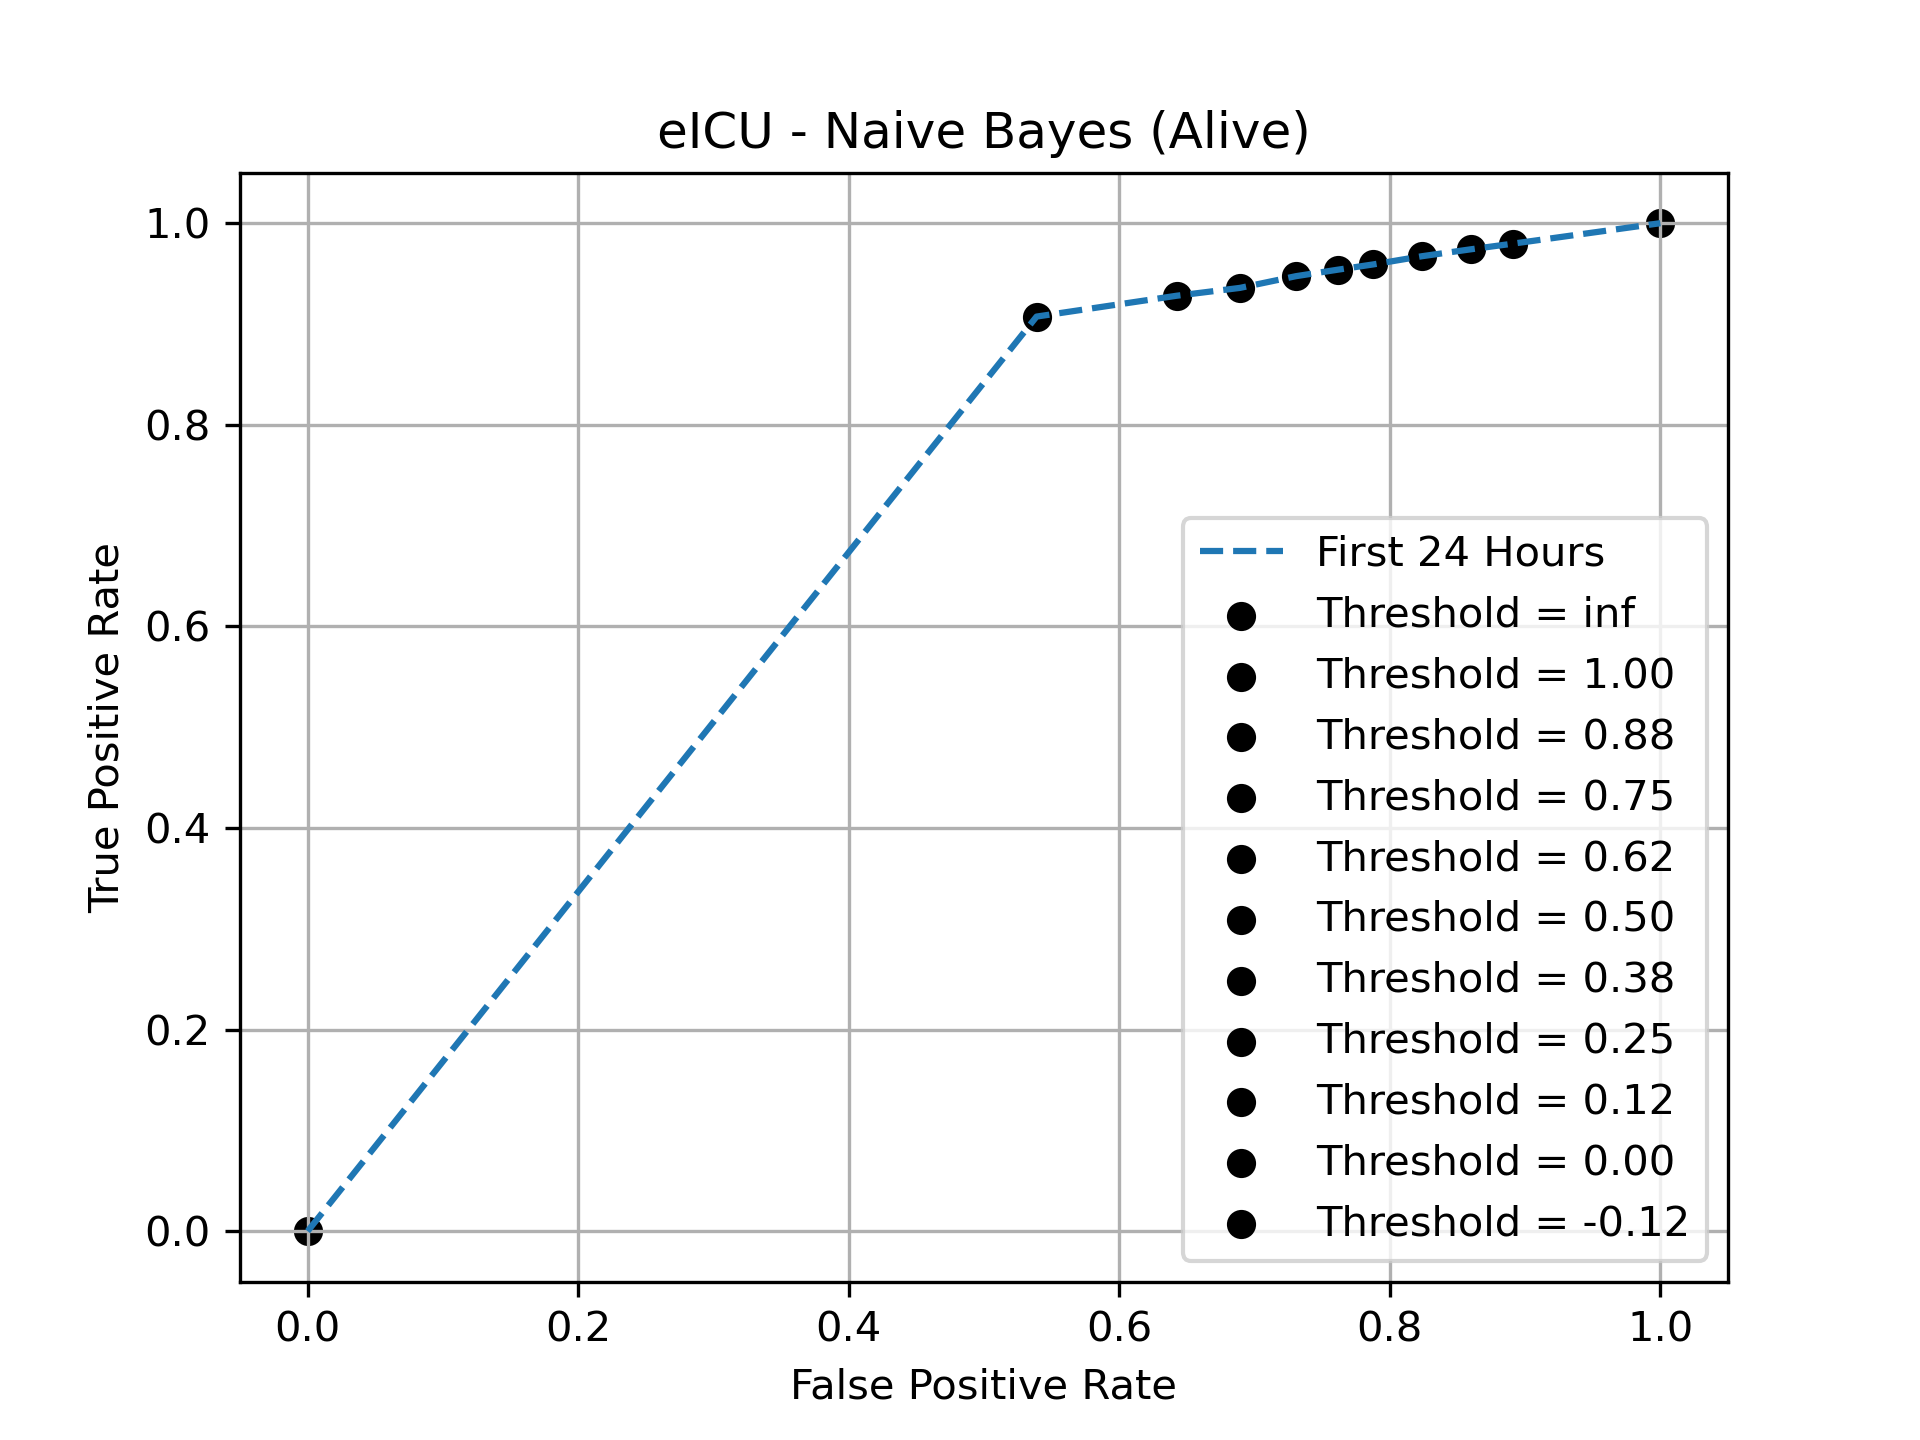 eICU - Naive Bayes (Alive)
1.0
0.8
0.6
0.4
0.2
0.0
True Positive Rate
First 24 Hours
Threshold = inf
Threshold = 1.00
Threshold = 0.88
Threshold = 0.75
Threshold = 0.62
Threshold = 0.50
Threshold = 0.38
Threshold = 0.25
Threshold = 0.12
Threshold = 0.00
Threshold = -0.12
0.0 0.2 0.4 0.6 0.8 1.0
False Positive Rate